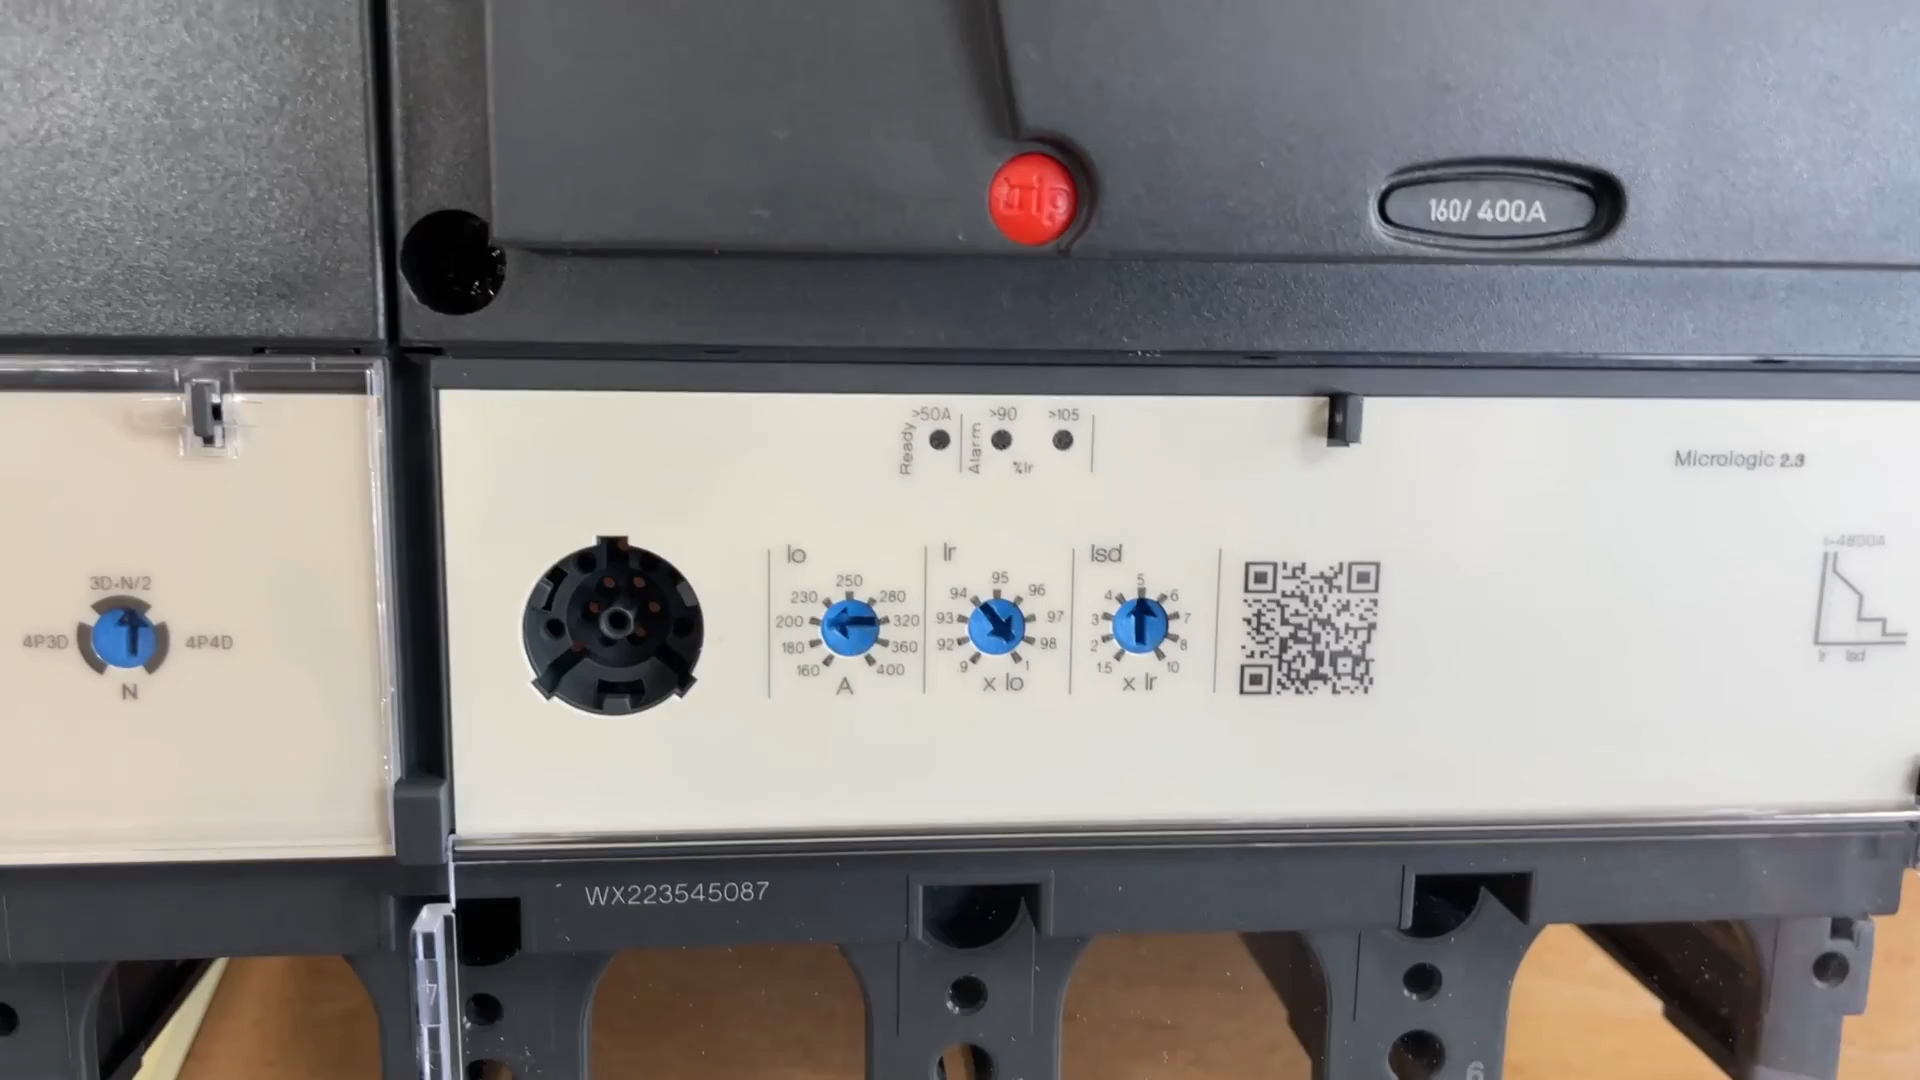 trip
160/ 400A
>50A
>90
>105
Ready
Alarm
%Ir
Micrologic 2.3
3D-N/2
4P3D
4P4D
N
Io
160
180
200
230
250
280
320
360
400
A
Ir
.9
.92
.93
.94
.95
.96
.97
.98
1
x Io
Isd
1.5
2
3
4
5
6
7
8
10
x Ir
Ir
Isd
WX223545087